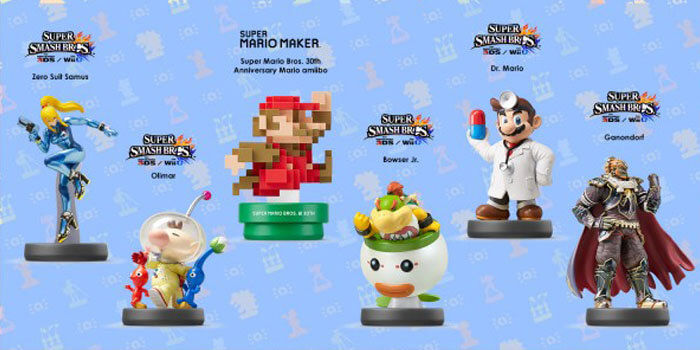 SUPER
SMASH BROS.
3DS / Wii U
Zero Suit Samus
SUPER
SMASH BROS.
3DS / Wii U
Olimar
SUPER
MARIO MAKER
Super Mario Bros. 30th
Anniversary Mario amiibo
SUPER MARIO BROS. 30TH
SUPER
SMASH BROS.
3DS / Wii U
Bowser Jr.
SUPER
SMASH BROS.
3DS / Wii U
Dr. Mario
SUPER
SMASH BROS.
3DS / Wii U
Ganondorf